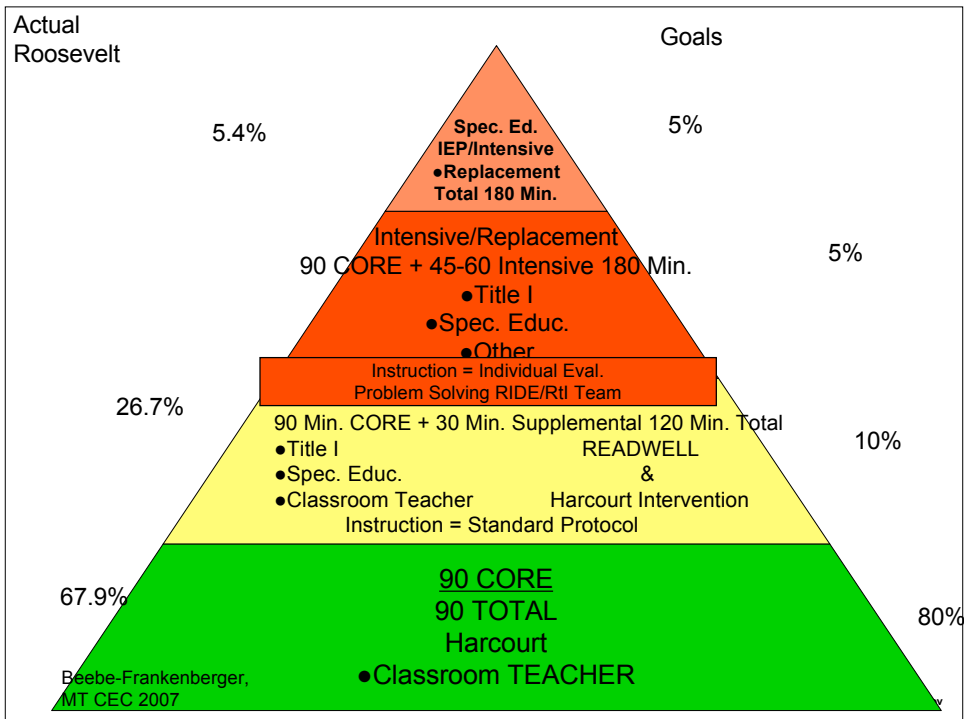 Actual
Roosevelt
Goals
5.4%
Spec. Ed.
IEP/Intensive
●Replacement
Total 180 Min.
5%
Intensive/Replacement
90 CORE + 45-60 Intensive 180 Min.
●Title I
●Spec. Educ.
●Other
5%
Instruction = Individual Eval.
Problem Solving RIDE/RtI Team
26.7%
90 Min. CORE + 30 Min. Supplemental 120 Min. Total
●Title I READWELL
●Spec. Educ. &
●Classroom Teacher Harcourt Intervention
Instruction = Standard Protocol
10%
67.9%
90 CORE
90 TOTAL
Harcourt
●Classroom TEACHER
80%
Beebe-Frankenberger,
MT CEC 2007